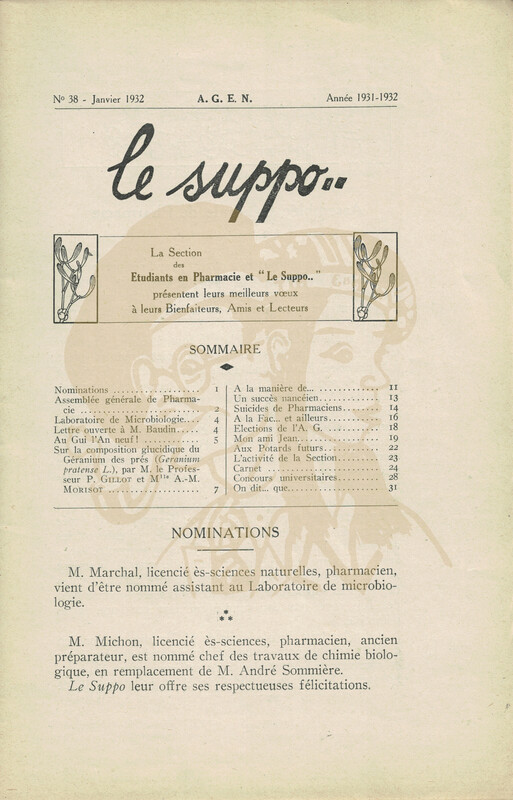 Nº 38 - Janvier 1932 A. G. E. N. Année 1931-1932
le suppo..
La Section
des
Etudiants en Pharmacie et "Le Suppo.."
présentent leurs meilleurs vœux
à leurs Bienfaiteurs, Amis et Lecteurs
SOMMAIRE
Nominations .................... 1
Assemblée générale de Pharma-
cie .......................... 2
Laboratoire de Microbiologie.... 4
Lettre ouverte à M. Baudin..... 4
Au Gui l'An neuf ! ............. 5
Sur la composition glucidique du
Géranium des prés (Geranium
pratense L.), par M. le Profes-
seur P. GILLOT et Mlle A.-M.
MORISOT ..................... 7
A la manière de... ............. 11
Un succès nancéien............. 13
Suicides de Pharmaciens........ 14
A la Fac... et ailleurs........... 16
Elections de l'A. G. ............ 18
Mon ami Jean.................. 19
Aux Potards futurs............. 22
L'activité de la Section......... 23
Carnet ......................... 24
Concours universitaires......... 28
On dit... que................... 31
NOMINATIONS
M. Marchal, licencié ès-sciences naturelles, pharmacien,
vient d'être nommé assistant au Laboratoire de microbio-
logie.
M. Michon, licencié ès-sciences, pharmacien, ancien
préparateur, est nommé chef des travaux de chimie biolo-
gique, en remplacement de M. André Sommière.
Le Suppo leur offre ses respectueuses félicitations.